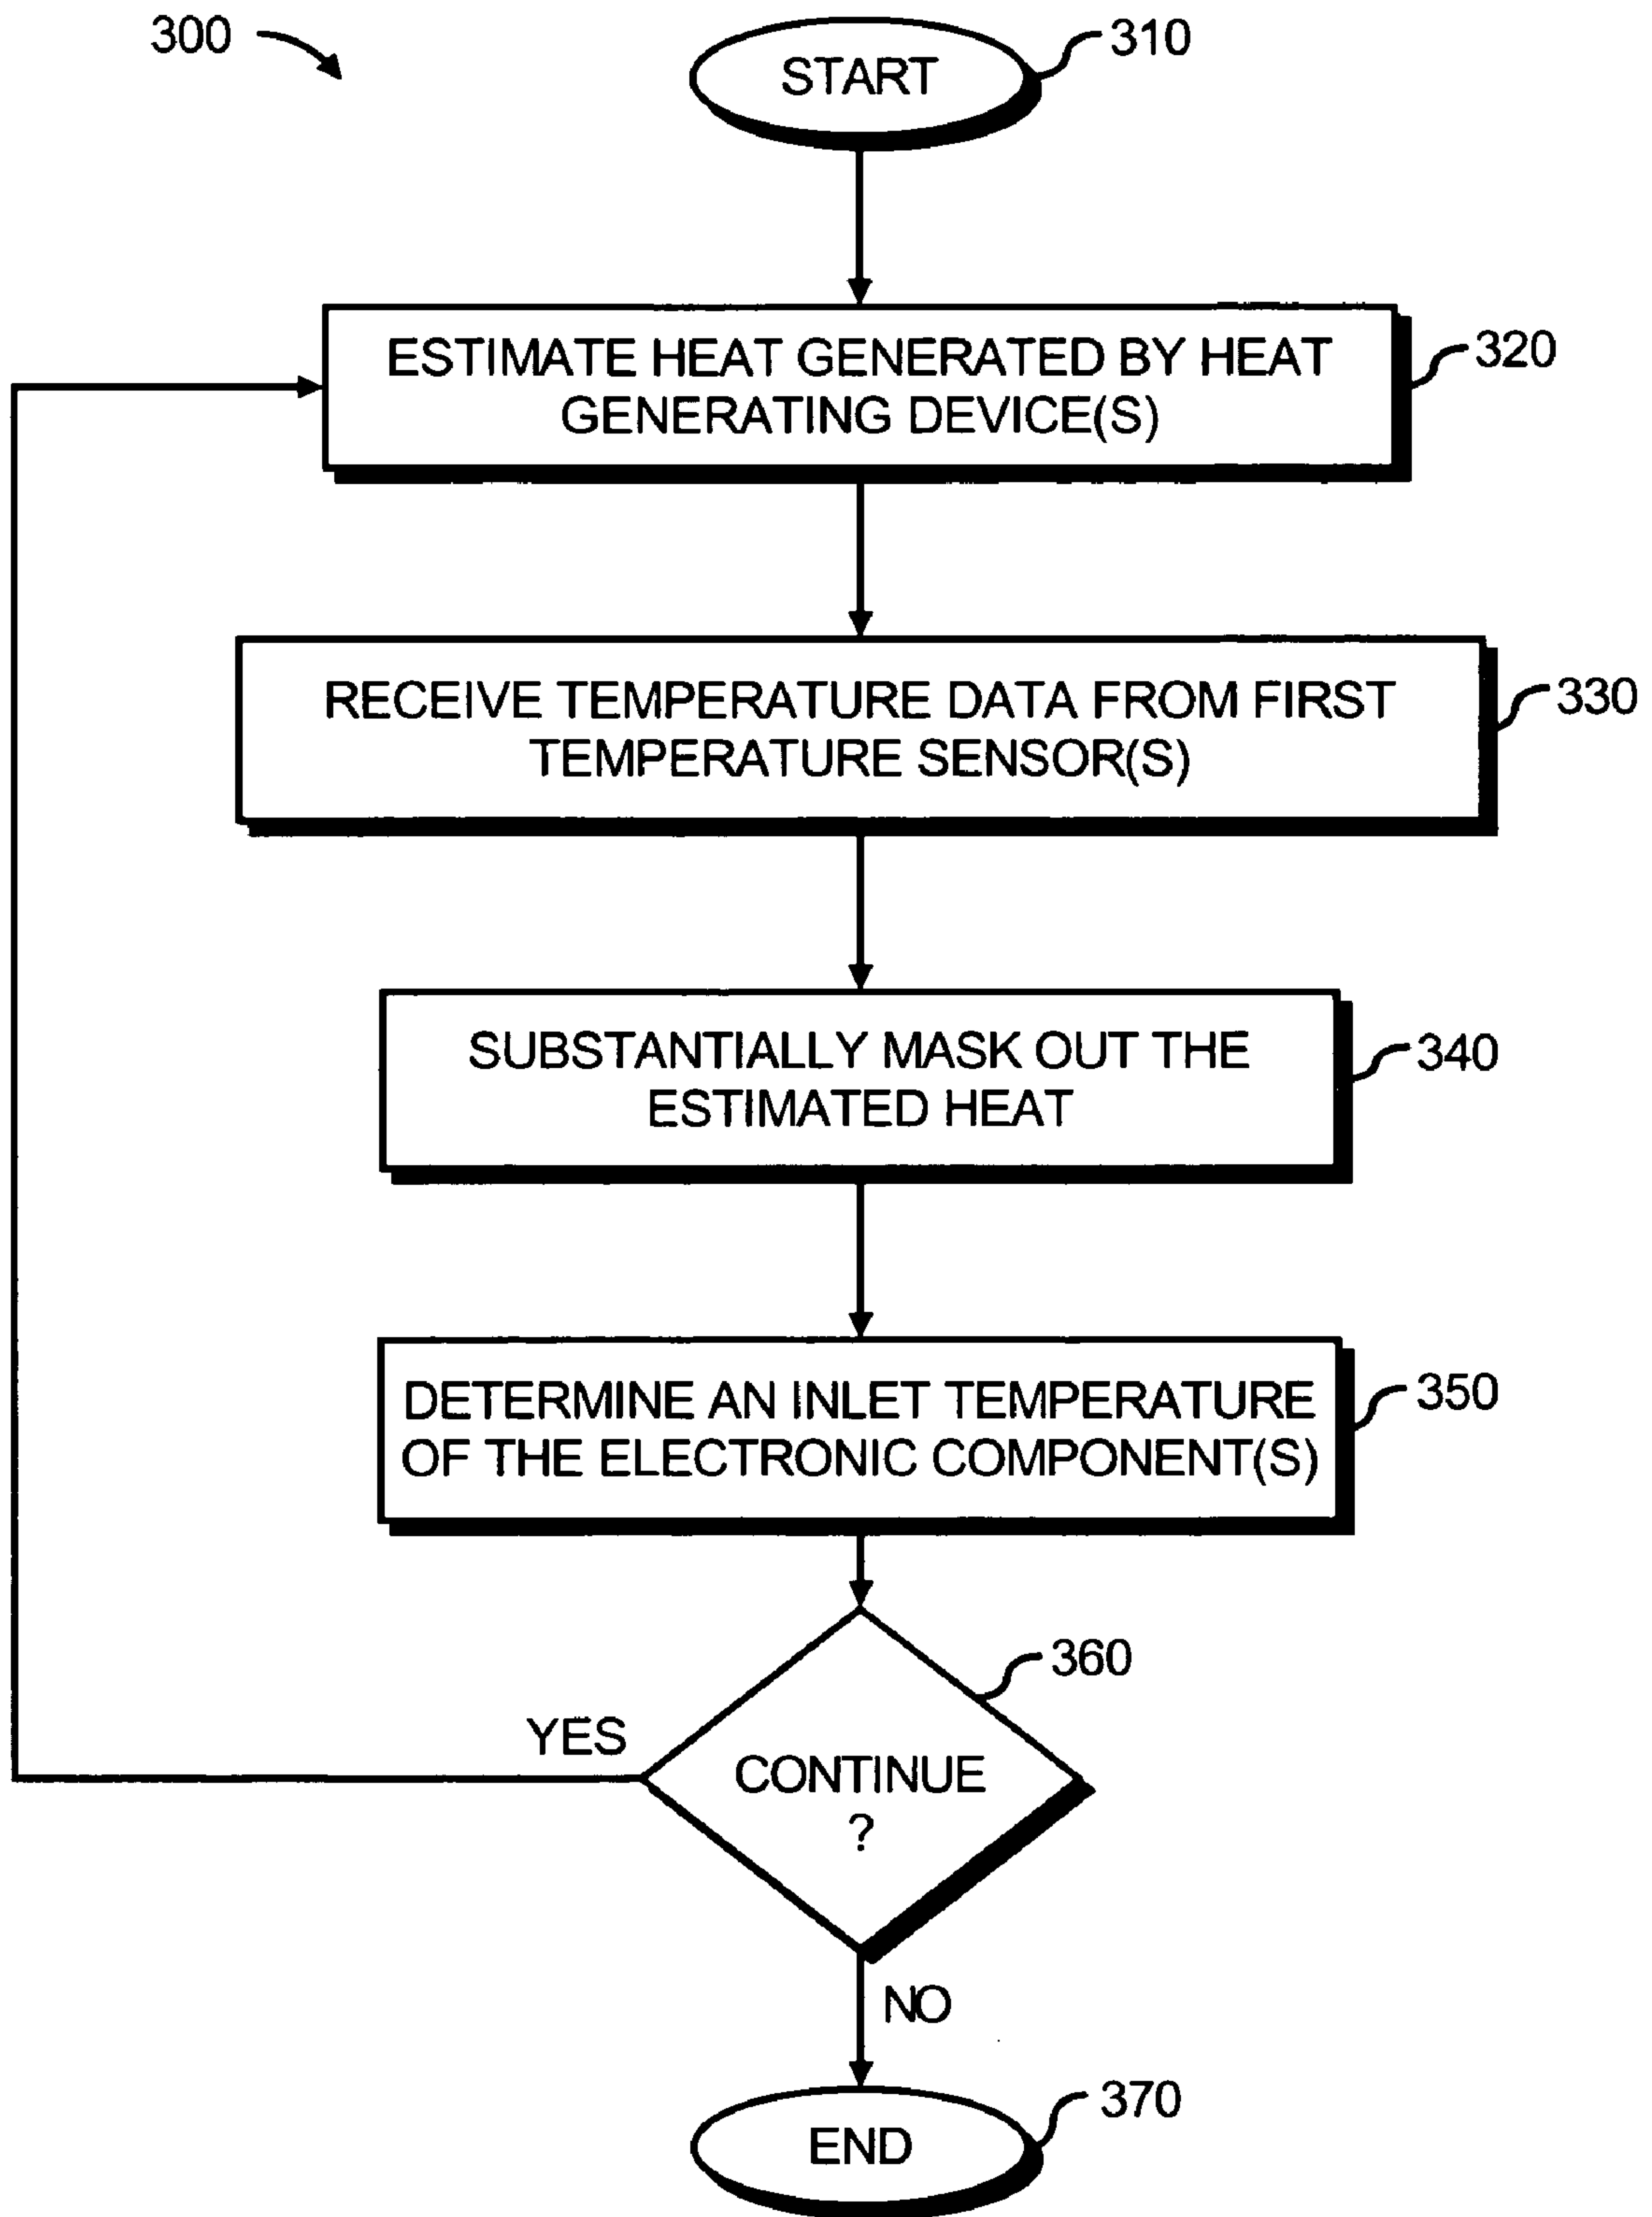 300
START
310
ESTIMATE HEAT GENERATED BY HEAT
GENERATING DEVICE(S)
320
RECEIVE TEMPERATURE DATA FROM FIRST
TEMPERATURE SENSOR(S)
330
SUBSTANTIALLY MASK OUT THE
ESTIMATED HEAT
340
DETERMINE AN INLET TEMPERATURE
OF THE ELECTRONIC COMPONENT(S)
350
360
YES
CONTINUE
?
NO
END
370